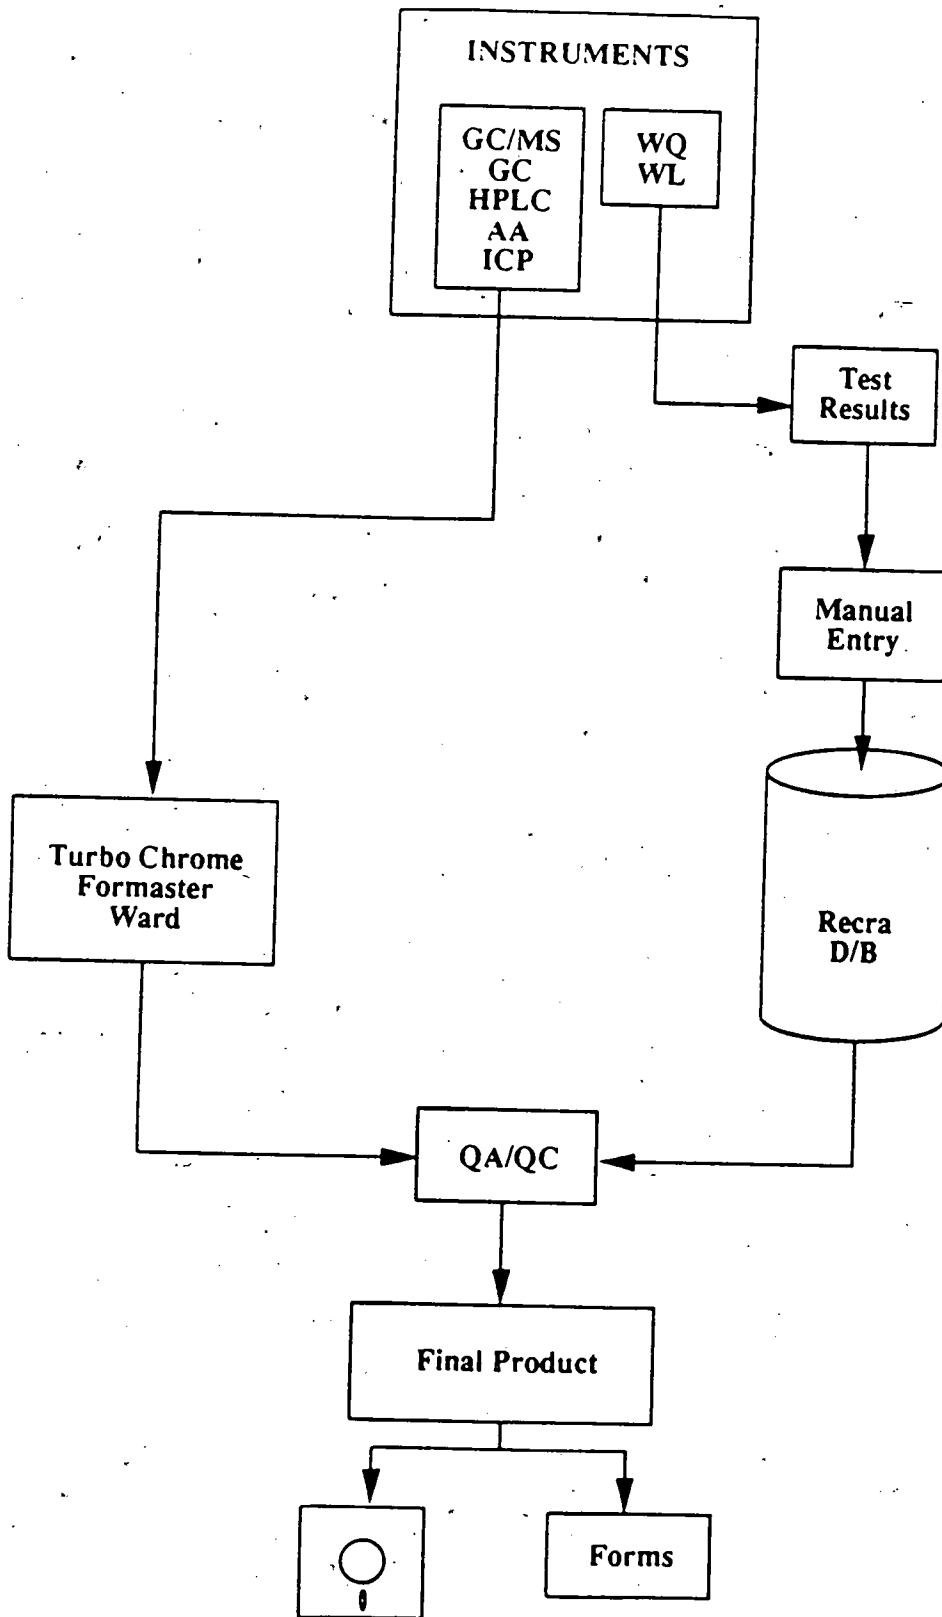 INSTRUMENTS
GC/MS
GC
HPLC
AA
ICP
WQ
WL
Test
Results
Manual
Entry
Turbo Chrome
Formaster
Ward
Recra
D/B
QA/QC
Final Product
Forms